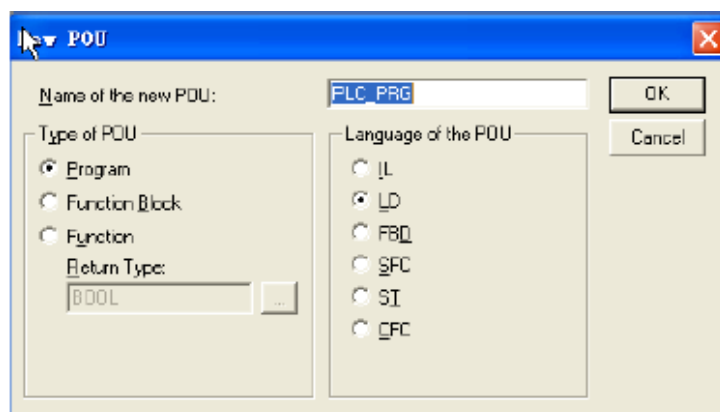 New POU
Name of the new POU:
PLC_PRG
OK
Cancel
Type of POU
Program
Function Block
Function
Return Type:
BOOL
...
Language of the POU
IL
LD
FBD
SFC
ST
CFC